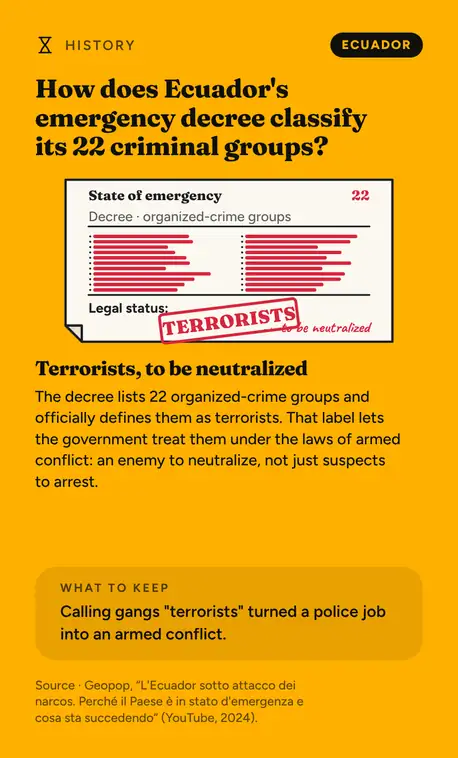 HISTORY
ECUADOR
How does Ecuador's
emergency decree classify
its 22 criminal groups?
State of emergency
22
Decree · organized-crime groups
Legal status:
TERRORISTS
to be neutralized
Terrorists, to be neutralized
The decree lists 22 organized-crime groups and
officially defines them as terrorists. That label lets
the government treat them under the laws of armed
conflict: an enemy to neutralize, not just suspects
to arrest.
WHAT TO KEEP
Calling gangs "terrorists" turned a police job
into an armed conflict.
Source · Geopop, “L'Ecuador sotto attacco dei
narcos. Perché il Paese è in stato d'emergenza e
cosa sta succedendo” (YouTube, 2024).